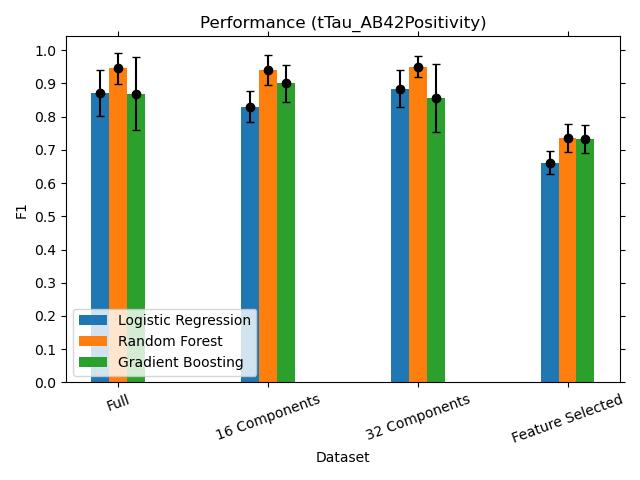 Performance (tTau_AB42Positivity)
1.0
0.9
0.8
0.7
0.6
0.5
0.4
0.3
0.2
0.1
0.0
F1
Logistic Regression
Random Forest
Gradient Boosting
Full
16 Components
32 Components
Feature Selected
Dataset